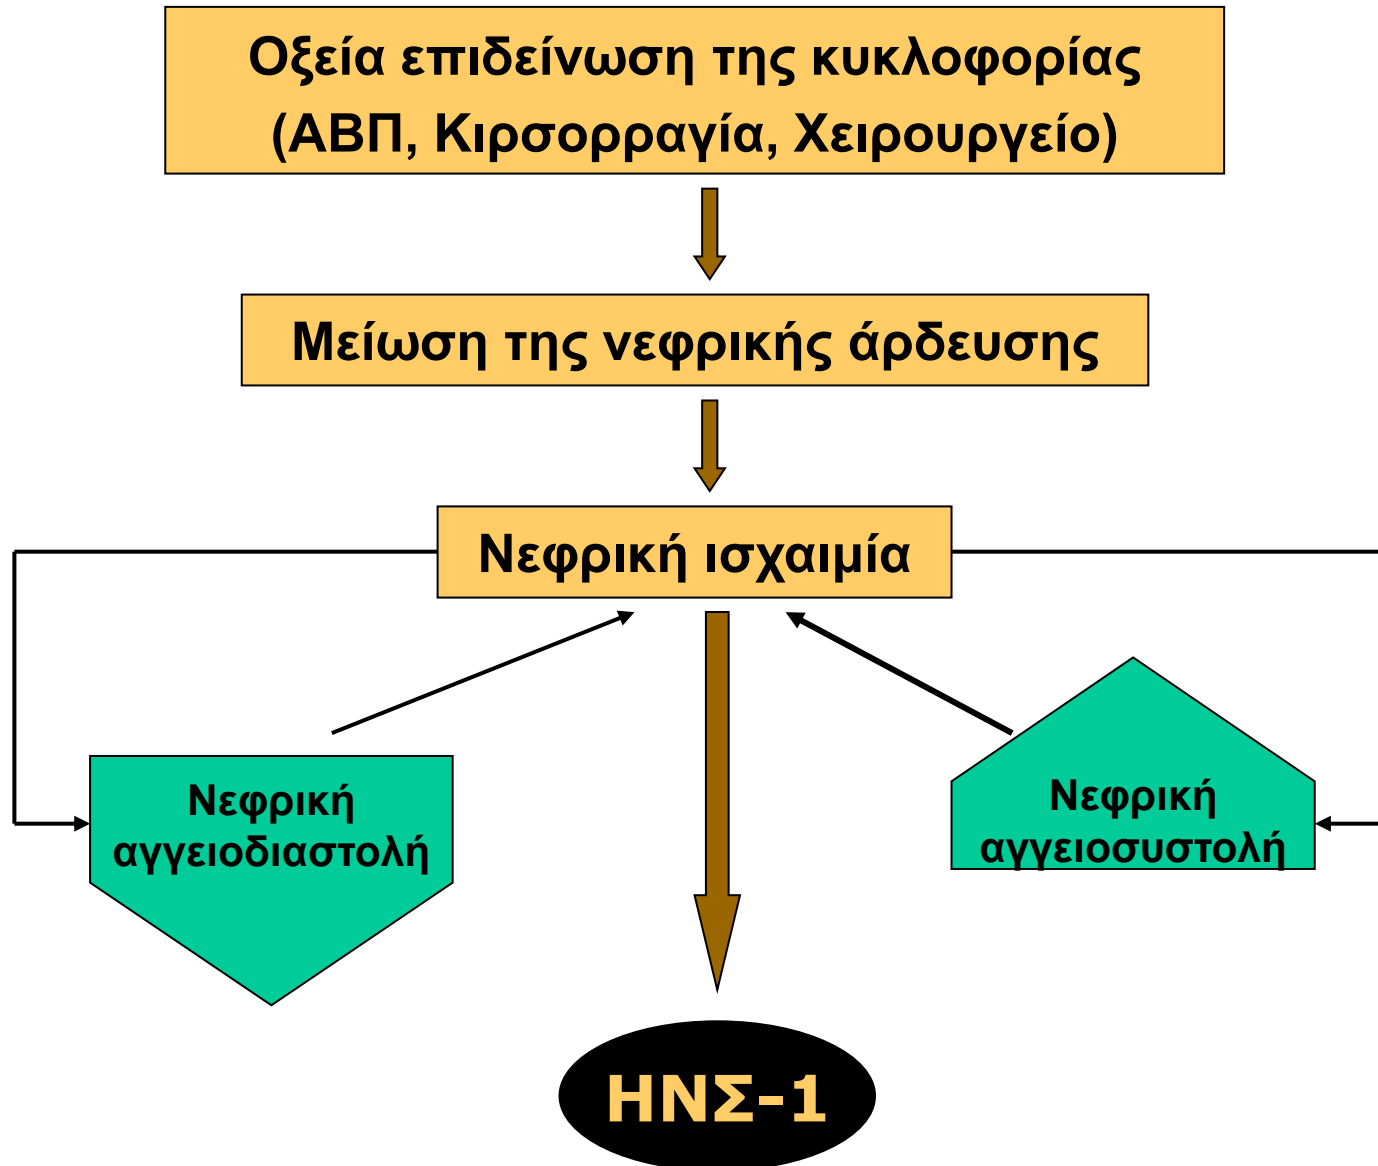 Οξεία επιδείνωση της κυκλοφορίας
(ΑΒΠ, Κιρσορραγία, Χειρουργείο)
Μείωση της νεφρικής άρδευσης
Νεφρική ισχαιμία
Νεφρική
αγγειοδιαστολή
Νεφρική
αγγειοσυστολή
ΗΝΣ-1